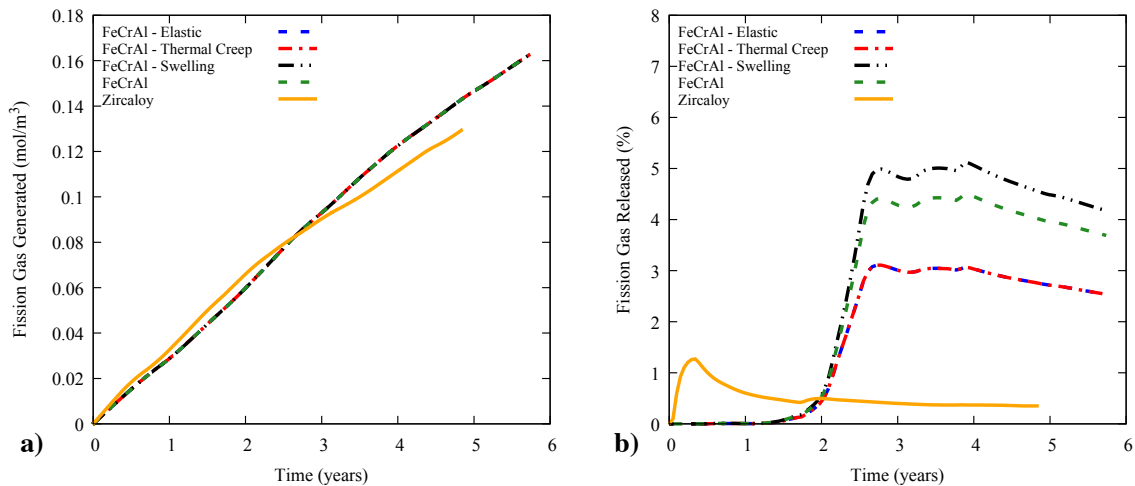 FeCrAl - Elastic
FeCrAl - Thermal Creep
FeCrAl - Swelling
FeCrAl
Zircaloy
Fission Gas Generated (mol/m³)
0.18
0.16
0.14
0.12
0.1
0.08
0.06
0.04
0.02
0
0 1 2 3 4 5 6
Time (years)
a)
FeCrAl - Elastic
FeCrAl - Thermal Creep
FeCrAl - Swelling
FeCrAl
Zircaloy
Fission Gas Released (%)
8
7
6
5
4
3
2
1
0
0 1 2 3 4 5 6
Time (years)
b)